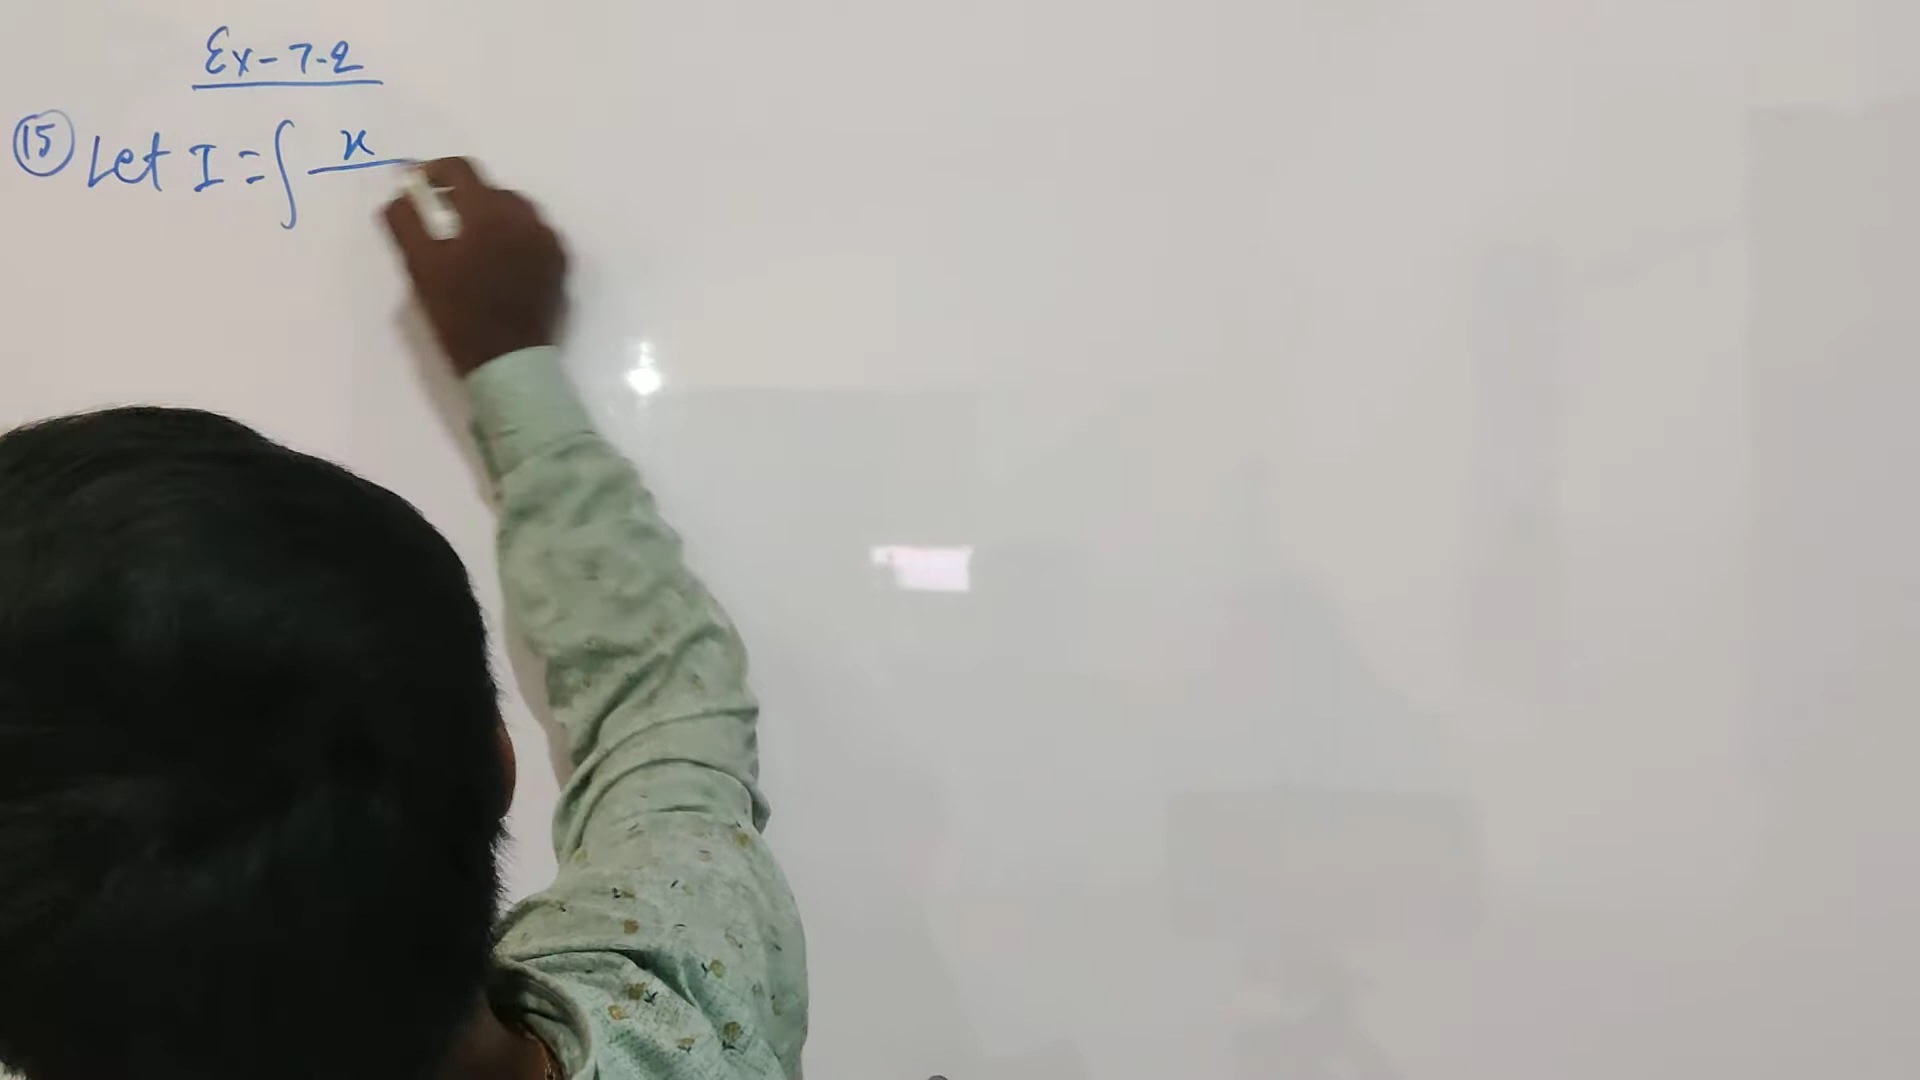 Ex-7.2
15 Let I = ∫ x